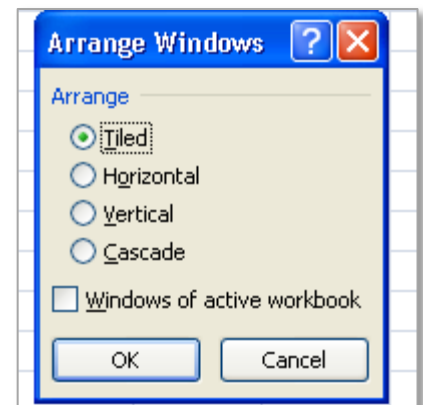 Arrange Windows
Arrange
Tiled
Horizontal
Vertical
Cascade
Windows of active workbook
OK Cancel